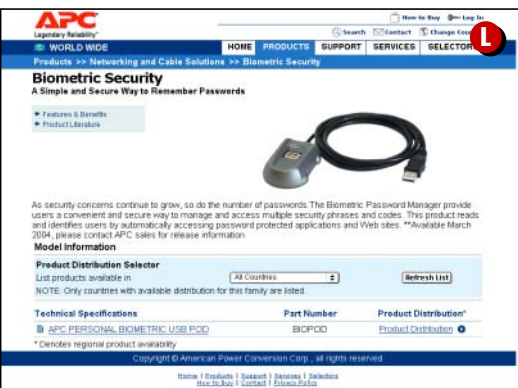 APC
Legendary Reliability™
How to Buy Log In
Search Contact Change Cou
L
WORLD WIDE HOME PRODUCTS SUPPORT SERVICES SELECTOR
Products >> Networking and Cable Solutions >> Biometric Security
Biometric Security
A Simple and Secure Way to Remember Passwords
Features & Benefits
Product Literature
As security concerns continue to grow, so do the number of passwords.The Biometric Password Manager provide
users a convenient and secure way to manage and access multiple security phrases and codes. This product reads
and identifies users by automatically accessing password protected applications and Web sites. **Available March
2004, please contact APC sales for release information
Model Information
Product Distribution Selector
List products available in All Countries Refresh List
NOTE: Only countries with available distribution for this family are listed.
Technical Specifications Part Number Product Distribution*
APC PERSONAL BIOMETRIC USB POD BIOPOD Product Distribution
* Denotes regional product availability
Copyright © American Power Conversion Corp., all rights reserved
Home | Products | Support | Services | Selectors
How to Buy | Contact | Privacy Policy